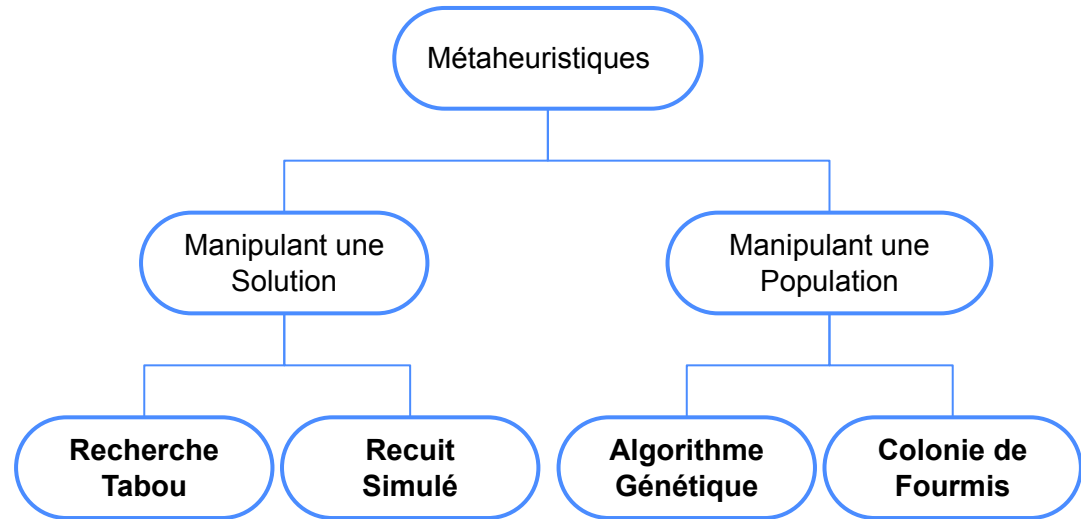 Métaheuristiques
Manipulant une
Solution
Manipulant une
Population
Recherche
Tabou
Recuit
Simulé
Algorithme
Génétique
Colonie de
Fourmis